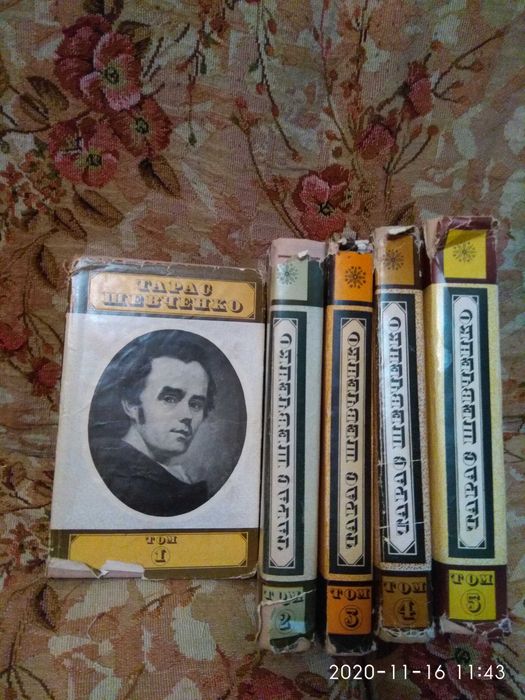 ТАРАС
ШЕВЧЕНКО
ТОМ
1
ТАРАС ШЕВЧЕНКО
ТОМ
2
ТАРАС ШЕВЧЕНКО
ТОМ
3
ТАРАС ШЕВЧЕНКО
ТОМ
4
ТАРАС ШЕВЧЕНКО
ТОМ
5
2020-11-16 11:43